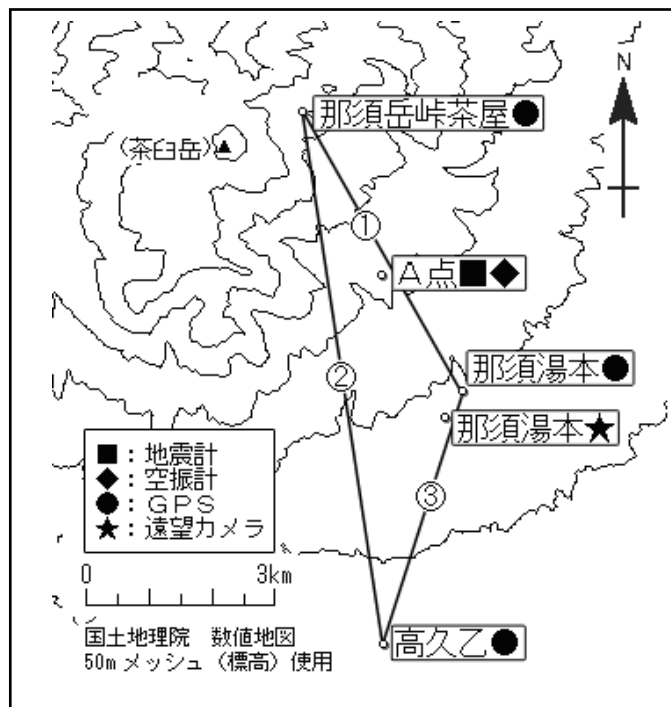 N
那須岳峠茶屋●
(茶臼岳)▲
①
A点■◆
②
那須湯本●
那須湯本★
③
■:地震計
◆:空振計
●:GPS
★:遠望カメラ
0 3km
高久乙●
国土地理院 数値地図
50mメッシュ(標高)使用